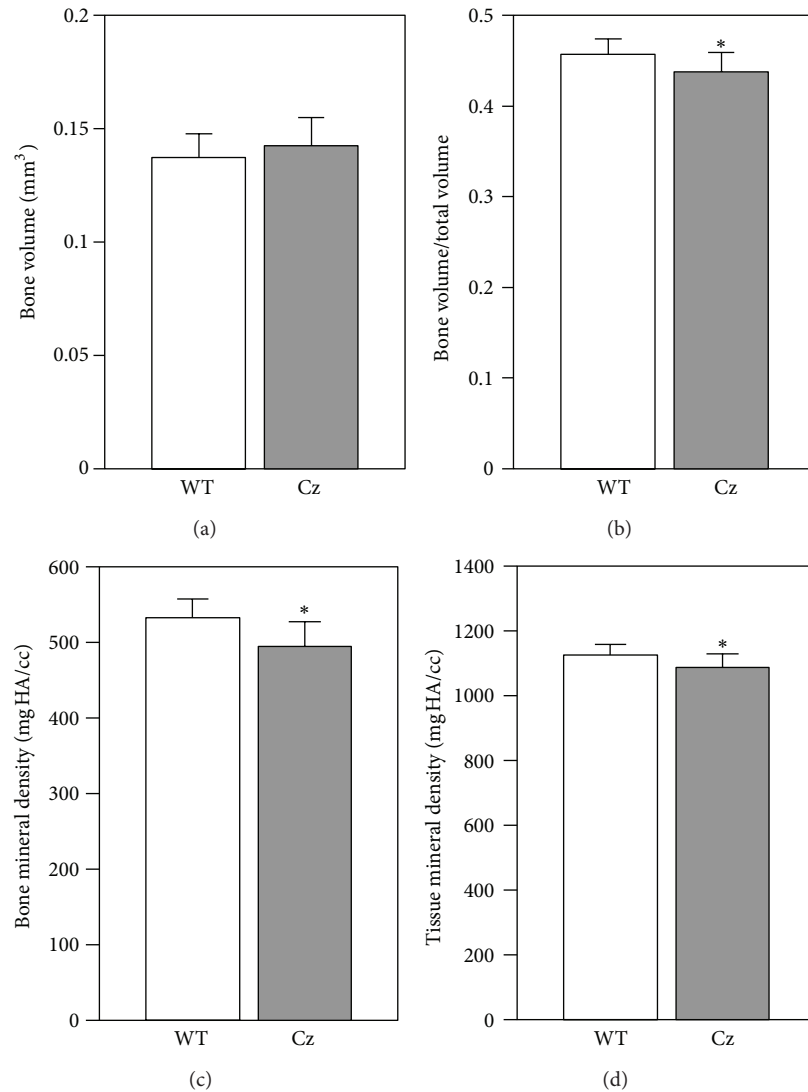 0.2
0.15
0.1
0.05
0
Bone volume (mm³)
WT Cz
(a)
0.5
0.4
0.3
0.2
0.1
0
Bone volume/total volume
*
WT Cz
(b)
600
500
400
300
200
100
0
Bone mineral density (mg HA/cc)
*
WT Cz
(c)
1400
1200
1000
800
600
400
200
0
Tissue mineral density (mg HA/cc)
*
WT Cz
(d)